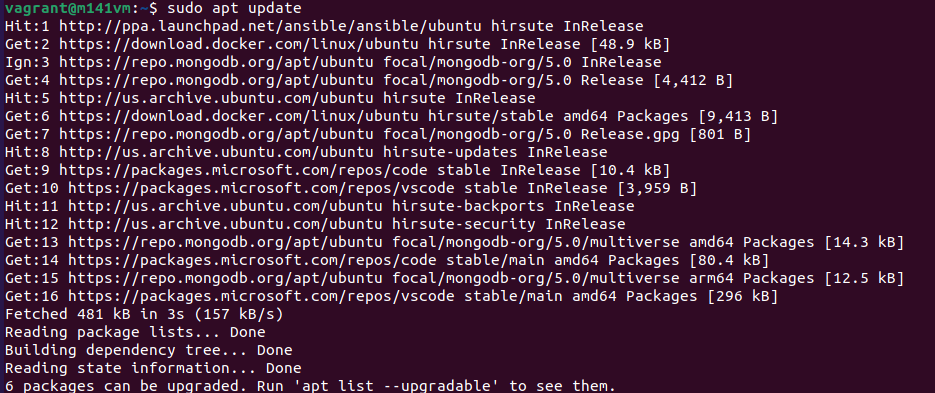 vagrant@m141vm:~$ sudo apt update
Hit:1 http://ppa.launchpad.net/ansible/ansible/ubuntu hirsute InRelease
Get:2 https://download.docker.com/linux/ubuntu hirsute InRelease [48.9 kB]
Ign:3 https://repo.mongodb.org/apt/ubuntu focal/mongodb-org/5.0 InRelease
Get:4 https://repo.mongodb.org/apt/ubuntu focal/mongodb-org/5.0 Release [4,412 B]
Hit:5 http://us.archive.ubuntu.com/ubuntu hirsute InRelease
Get:6 https://download.docker.com/linux/ubuntu hirsute/stable amd64 Packages [9,413 B]
Get:7 https://repo.mongodb.org/apt/ubuntu focal/mongodb-org/5.0 Release.gpg [801 B]
Hit:8 http://us.archive.ubuntu.com/ubuntu hirsute-updates InRelease
Get:9 https://packages.microsoft.com/repos/code stable InRelease [10.4 kB]
Get:10 https://packages.microsoft.com/repos/vscode stable InRelease [3,959 B]
Hit:11 http://us.archive.ubuntu.com/ubuntu hirsute-backports InRelease
Hit:12 http://us.archive.ubuntu.com/ubuntu hirsute-security InRelease
Get:13 https://repo.mongodb.org/apt/ubuntu focal/mongodb-org/5.0/multiverse amd64 Packages [14.3 kB]
Get:14 https://packages.microsoft.com/repos/code stable/main amd64 Packages [80.4 kB]
Get:15 https://repo.mongodb.org/apt/ubuntu focal/mongodb-org/5.0/multiverse arm64 Packages [12.5 kB]
Get:16 https://packages.microsoft.com/repos/vscode stable/main amd64 Packages [296 kB]
Fetched 481 kB in 3s (157 kB/s)
Reading package lists... Done
Building dependency tree... Done
Reading state information... Done
6 packages can be upgraded. Run 'apt list --upgradable' to see them.